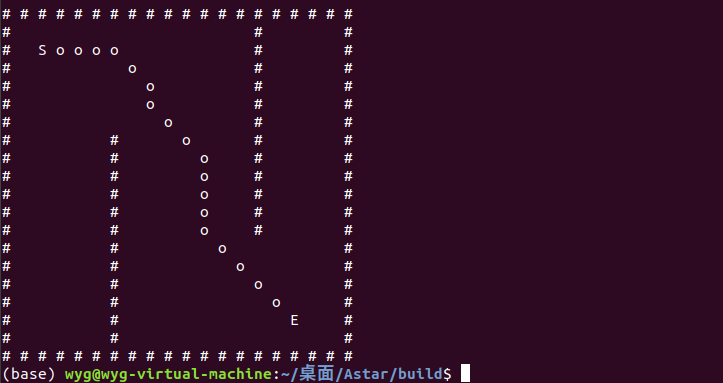 # # # # # # # # # # # # # # # # # # # #
#                           #         #
#   S o o o o               #         #
#             o             #         #
#               o           #         #
#               o           #         #
#                 o         #         #
#           #       o       #         #
#           #         o     #         #
#           #         o     #         #
#           #         o     #         #
#           #         o     #         #
#           #         o     #         #
#           #           o             #
#           #             o           #
#           #               o         #
#           #                 o       #
#           #                   E     #
#           #                         #
# # # # # # # # # # # # # # # # # # # #
(base) wyg@wyg-virtual-machine:~/桌面/Astar/build$